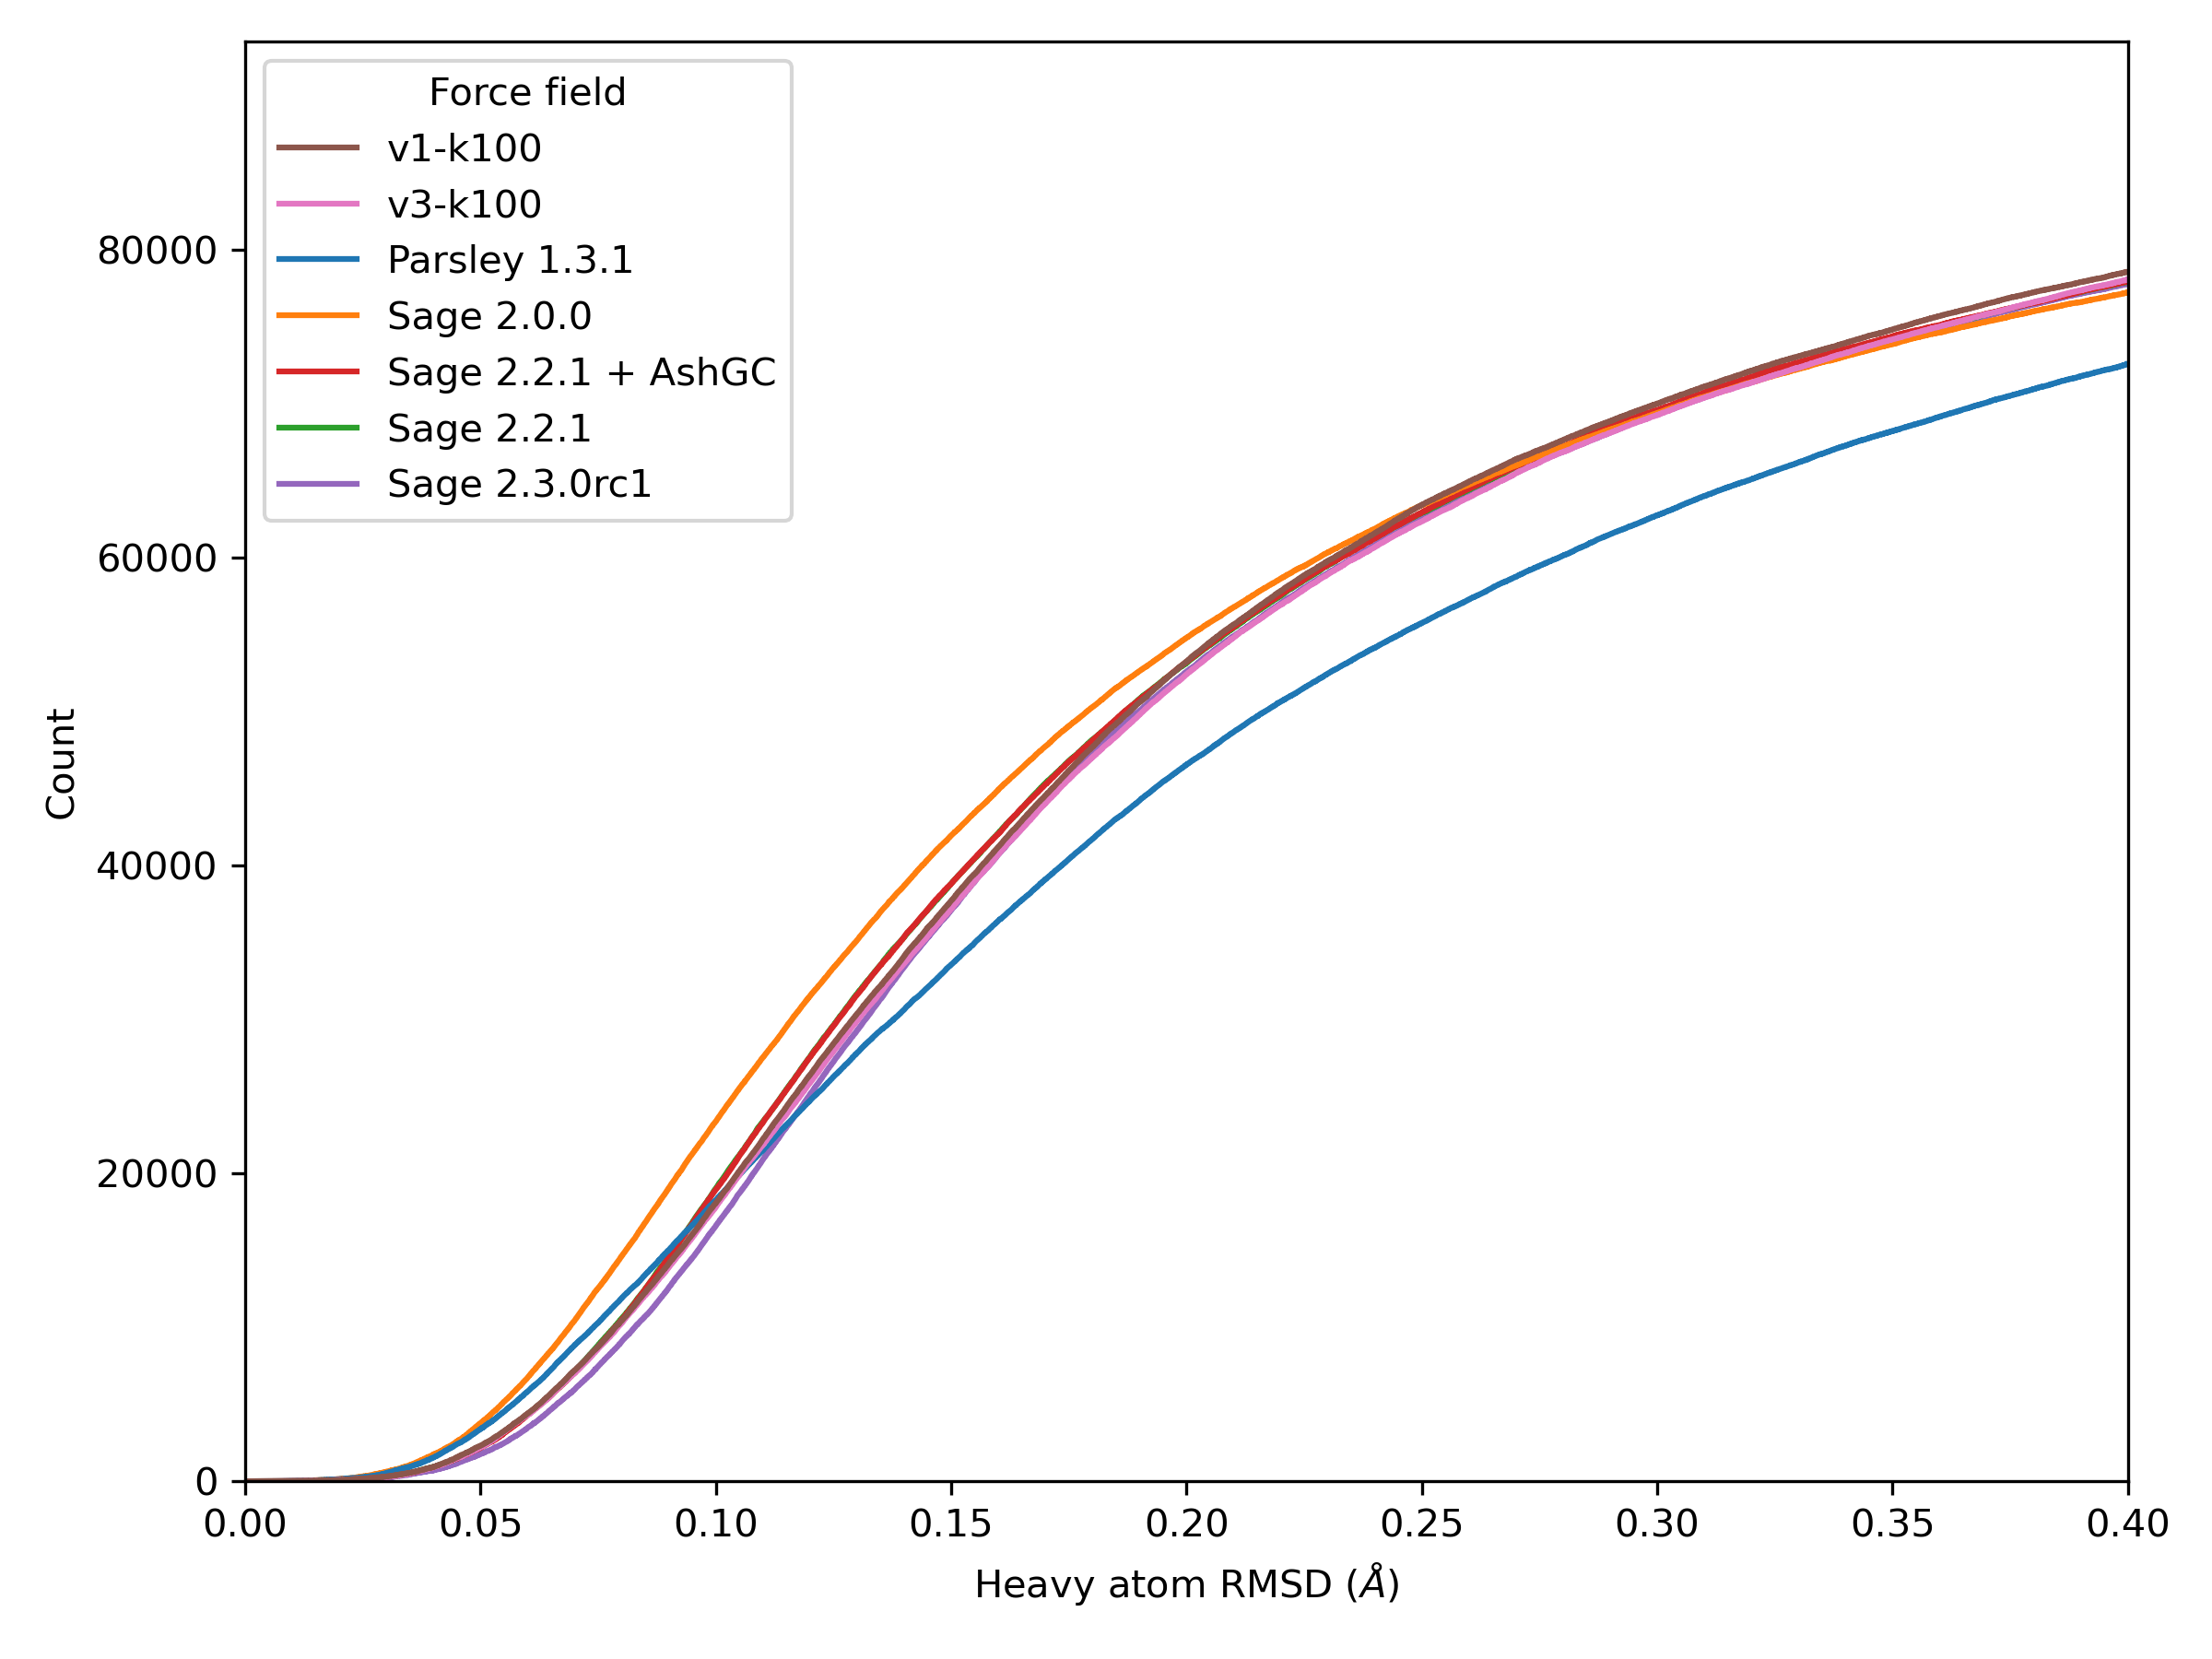 Force field
v1-k100
v3-k100
Parsley 1.3.1
Sage 2.0.0
Sage 2.2.1 + AshGC
Sage 2.2.1
Sage 2.3.0rc1
80000
60000
40000
20000
0
Count
0.00 0.05 0.10 0.15 0.20 0.25 0.30 0.35 0.40
Heavy atom RMSD (Å)